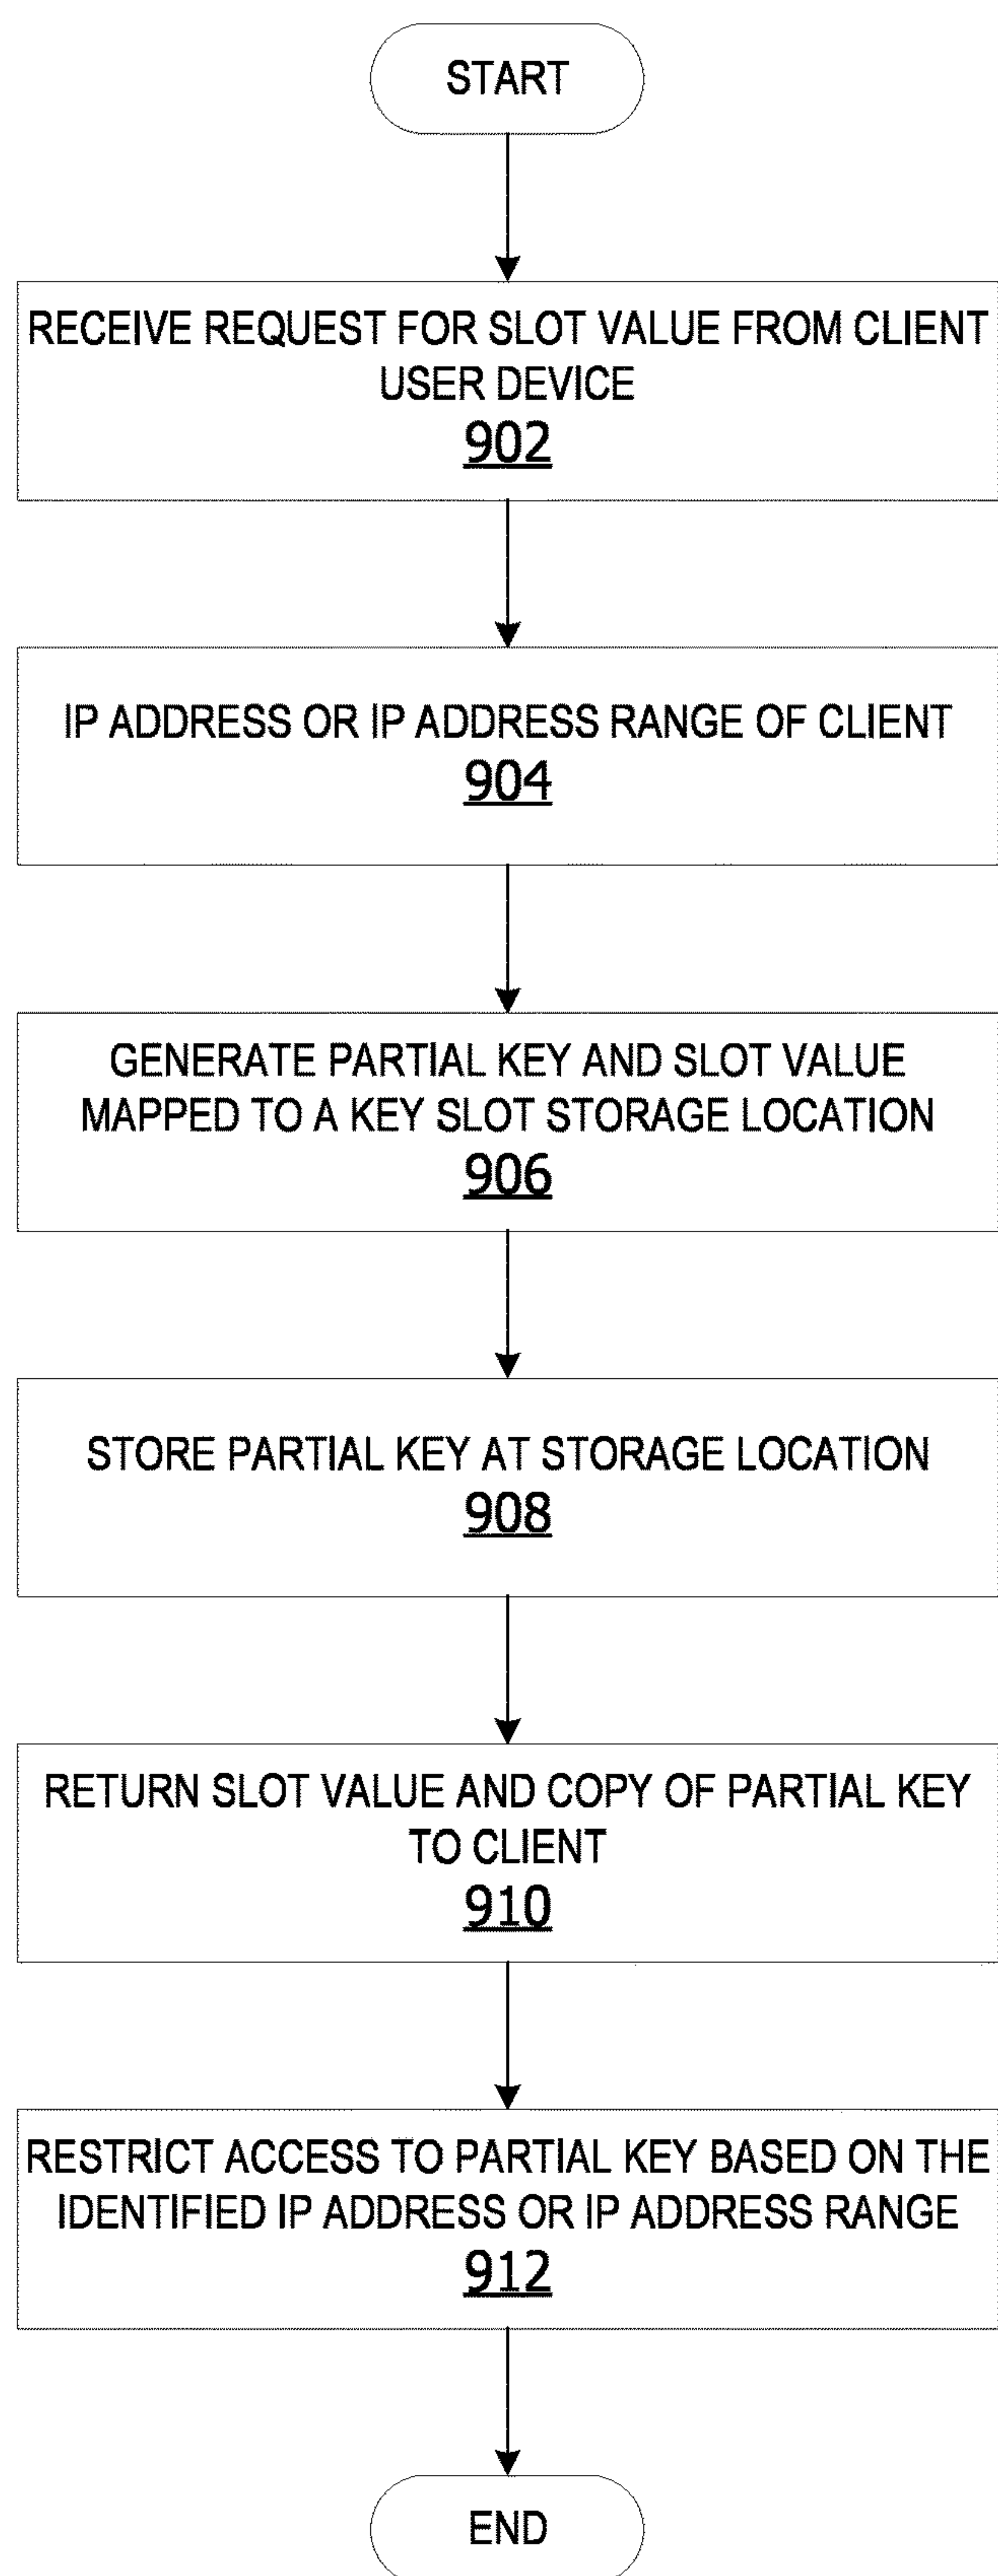 START
RECEIVE REQUEST FOR SLOT VALUE FROM CLIENT
USER DEVICE
902
IP ADDRESS OR IP ADDRESS RANGE OF CLIENT
904
GENERATE PARTIAL KEY AND SLOT VALUE
MAPPED TO A KEY SLOT STORAGE LOCATION
906
STORE PARTIAL KEY AT STORAGE LOCATION
908
RETURN SLOT VALUE AND COPY OF PARTIAL KEY
TO CLIENT
910
RESTRICT ACCESS TO PARTIAL KEY BASED ON THE
IDENTIFIED IP ADDRESS OR IP ADDRESS RANGE
912
END